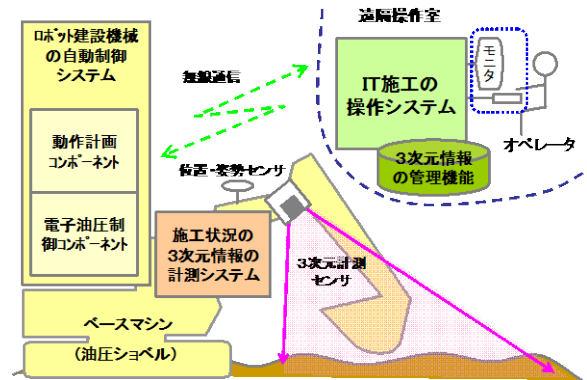 ロボット建設機械
の自動制御
システム
動作計画
コンポーネント
電子油圧制
御コンポーネント
無線通信
遠隔操作室
モニタ
IT施工の
操作システム
オペレータ
3次元情報
の管理機能
位置・姿勢センサ
施工状況の
3次元情報の
計測システム
3次元計測
センサ
ベースマシン
(油圧ショベル)